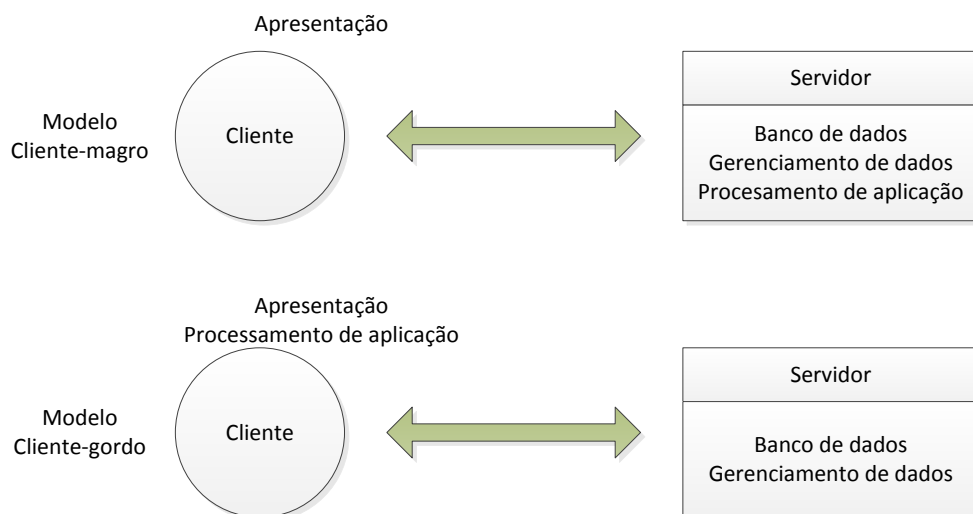 Apresentação
Modelo
Cliente-magro
Cliente
Servidor
Banco de dados
Gerenciamento de dados
Procesamento de aplicação
Apresentação
Processamento de aplicação
Modelo
Cliente-gordo
Cliente
Servidor
Banco de dados
Gerenciamento de dados